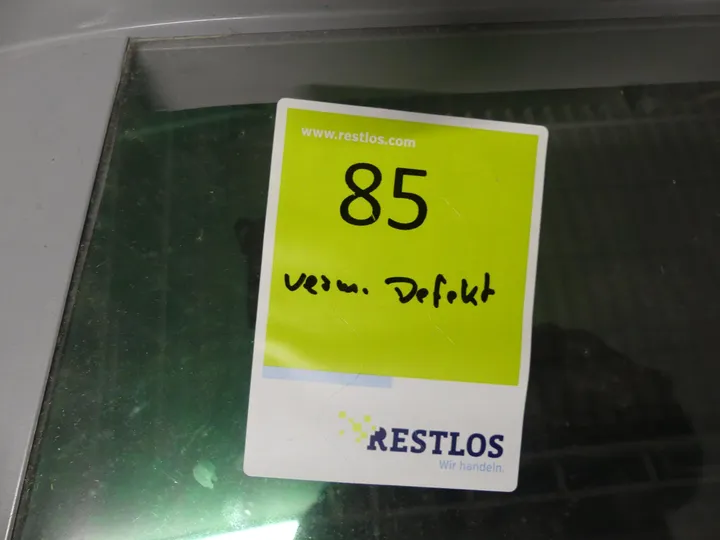 www.restlos.com
85
verm. Defekt
RESTLOS
Wir handeln.